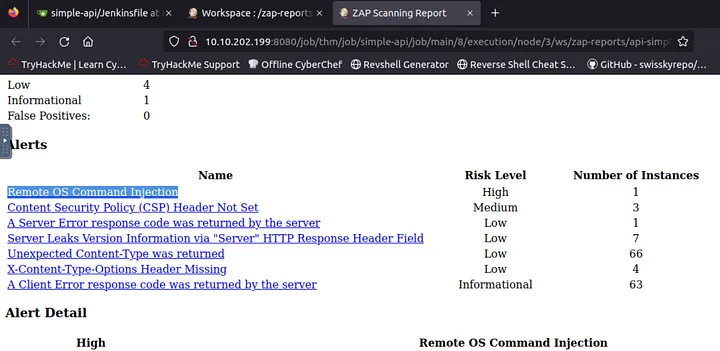 simple-api/Jenkinsfile at
Workspace : /zap-reports
ZAP Scanning Report
10.10.202.199:8080/job/thm/job/simple-api/job/main/8/execution/node/3/ws/zap-reports/api-simp
TryHackMe | Learn Cy… TryHackMe Support Offline CyberChef Revshell Generator Reverse Shell Cheat S… GitHub - swisskyrepo/…
Low 4
Informational 1
False Positives: 0
Alerts
Name Risk Level Number of Instances
Remote OS Command Injection High 1
Content Security Policy (CSP) Header Not Set Medium 3
A Server Error response code was returned by the server Low 1
Server Leaks Version Information via "Server" HTTP Response Header Field Low 7
Unexpected Content-Type was returned Low 66
X-Content-Type-Options Header Missing Low 4
A Client Error response code was returned by the server Informational 63
Alert Detail
High Remote OS Command Injection